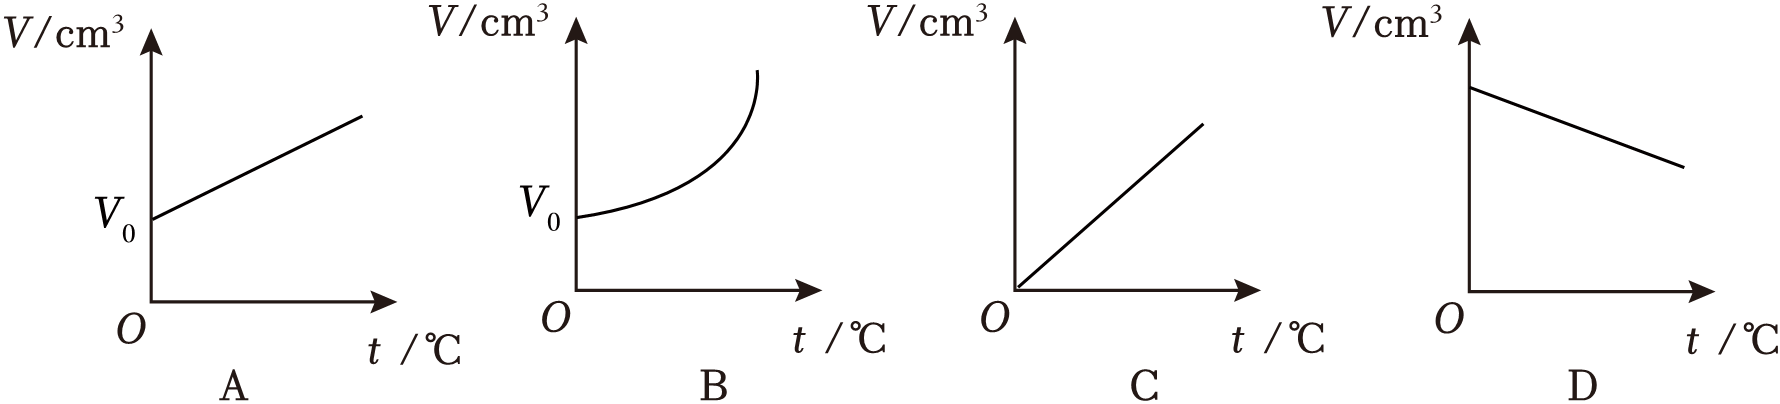 V/cm³
V₀
O
t /℃
A
V/cm³
V₀
O
t /℃
B
V/cm³
O
t /℃
C
V/cm³
O
t /℃
D